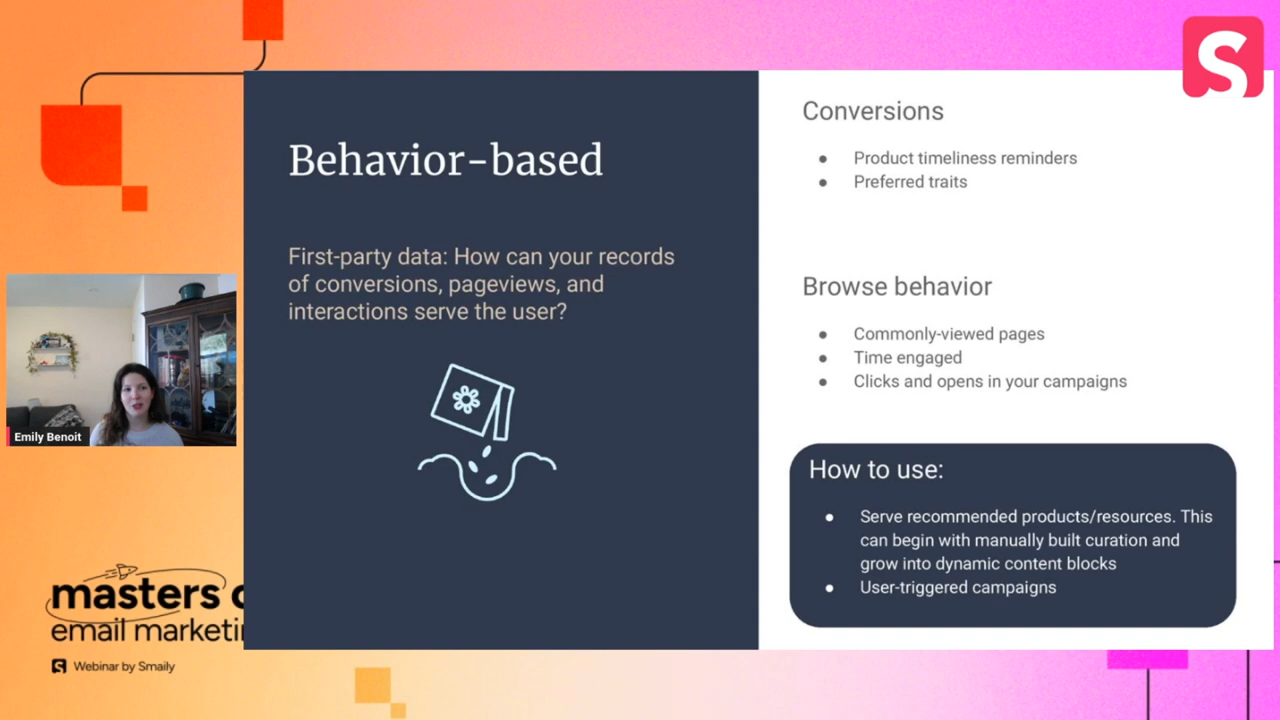 Behavior-based
First-party data: How can your records
of conversions, pageviews, and
interactions serve the user?
Conversions
● Product timeliness reminders
● Preferred traits
Browse behavior
● Commonly-viewed pages
● Time engaged
● Clicks and opens in your campaigns
How to use:
● Serve recommended products/resources. This
can begin with manually built curation and
grow into dynamic content blocks
● User-triggered campaigns
Emily Benoit
masters
email
Webinar by Smaily
S